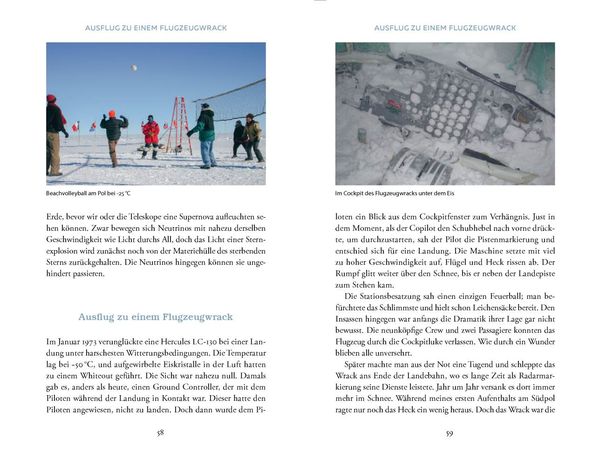 AUSFLUG ZU EINEM FLUGZEUGWRACK
Beachvolleyball am Pol bei -25 °C
Erde, bevor wir oder die Teleskope eine Supernova aufleuchten se-
hen können. Zwar bewegen sich Neutrinos mit nahezu derselben
Geschwindigkeit wie Licht durchs All, doch das Licht einer Stern-
explosion wird zunächst noch von der Materiehülle des sterbenden
Sterns zurückgehalten. Die Neutrinos hingegen können sie unge-
hindert passieren.
Ausflug zu einem Flugzeugwrack
Im Januar 1973 verunglückte eine Hercules LC-130 bei einer Lan-
dung unter harschesten Witterungsbedingungen. Die Temperatur
lag bei -50 °C, und aufgewirbelte Eiskristalle in der Luft hatten
zu einem Whiteout geführt. Die Sicht war nahezu null. Damals
gab es, anders als heute, einen Ground Controller, der mit dem
Piloten während der Landung in Kontakt war. Dieser hatte den
Piloten angewiesen, nicht zu landen. Doch dann wurde dem Pi-
58
AUSFLUG ZU EINEM FLUGZEUGWRACK
Im Cockpit des Flugzeugwracks unter dem Eis
loten ein Blick aus dem Cockpitfenster zum Verhängnis. Just in
dem Moment, als der Copilot den Schubhebel nach vorne drück-
te, um durchzustarten, sah der Pilot die Pistenmarkierung und
entschied sich für eine Landung. Die Maschine setzte mit viel
zu hoher Geschwindigkeit auf, Flügel und Heck rissen ab. Der
Rumpf glitt weiter über den Schnee, bis er neben der Landepiste
zum Stehen kam.
Die Stationsbesatzung sah einen einzigen Feuerball; man be-
fürchtete das Schlimmste und hielt schon Leichensäcke bereit. Den
Insassen hingegen war anfangs die Dramatik ihrer Lage gar nicht
bewusst. Die neunköpfige Crew und zwei Passagiere konnten das
Flugzeug durch die Cockpitluke verlassen. Wie durch ein Wunder
blieben alle unversehrt.
Später machte man aus der Not eine Tugend und schleppte das
Wrack ans Ende der Landebahn, wo es lange Zeit als Radarmar-
kierung seine Dienste leistete. Jahr um Jahr versank es dort immer
mehr im Schnee. Während meines ersten Aufenthalts am Südpol
ragte nur noch das Heck ein wenig heraus. Doch das Wrack war die
59